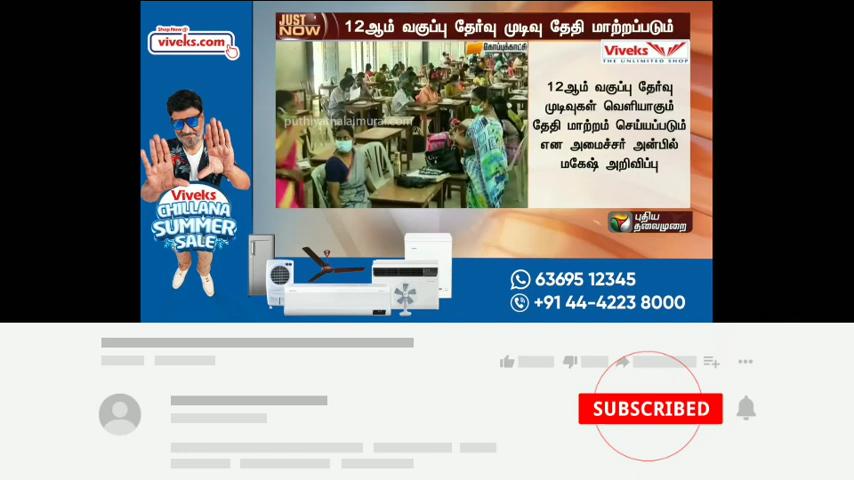 Shop Now @
viveks.com
JUST NOW
12ஆம் வகுப்பு தேர்வு முடிவு தேதி மாற்றப்படும்
கோப்புக்காட்சி
Viveks
THE UNLIMITED SHOP
puthiyathalaimurai.com
12ஆம் வகுப்பு தேர்வு
முடிவுகள் வெளியாகும்
தேதி மாற்றம் செய்யப்படும்
என அமைச்சர் அன்பில்
மகேஷ் அறிவிப்பு
Viveks
CHILLANA
SUMMER
SALE
புதிய
தலைமுறை
63695 12345
+91 44-4223 8000
SUBSCRIBED